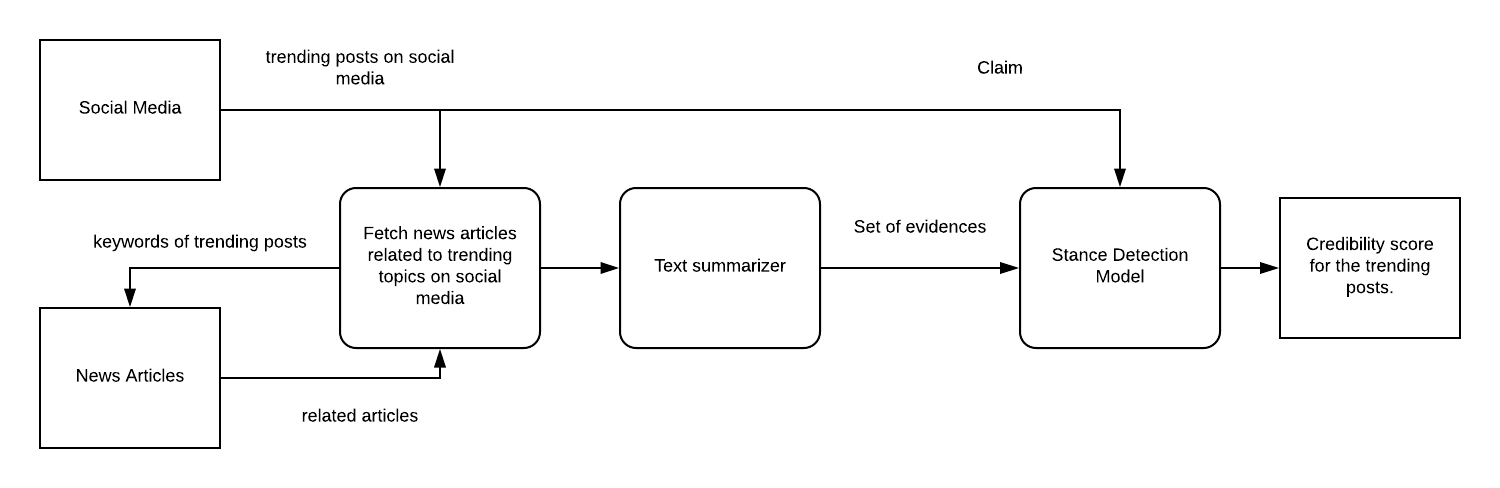 trending posts on social
media
Claim
Social Media
Fetch news articles
related to trending
topics on social
media
keywords of trending posts
Text summarizer
Set of evidences
Stance Detection
Model
Credibility score
for the trending
posts.
News Articles
related articles